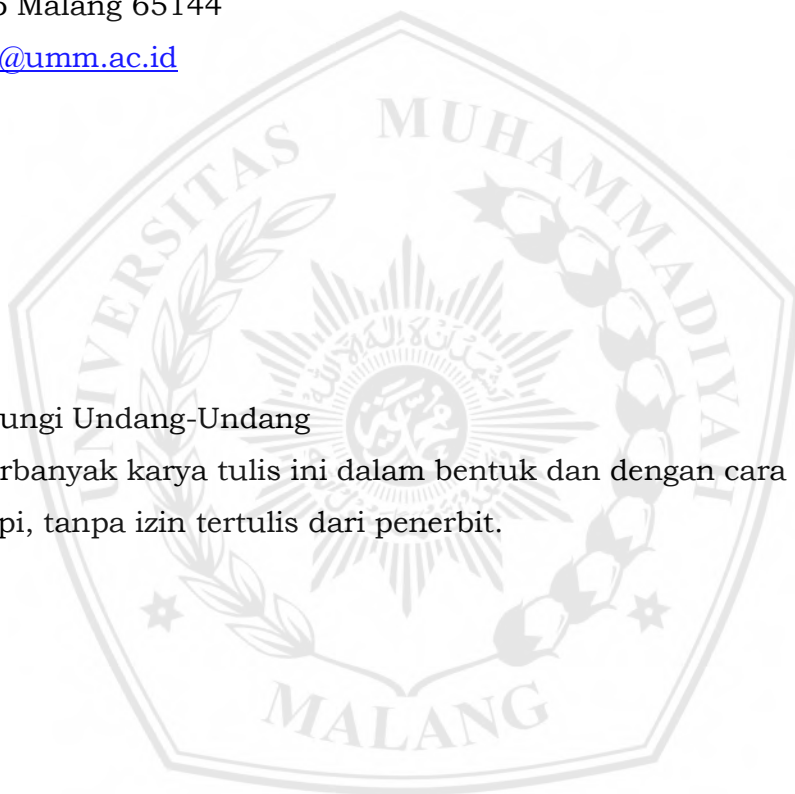 Malang 65144
@umm.ac.id
UNIVERSITAS MUHAMMADIYAH
ungi Undang-Undang
rbanyak karya tulis ini dalam bentuk dan dengan cara
pi, tanpa izin tertulis dari penerbit.
MALANG